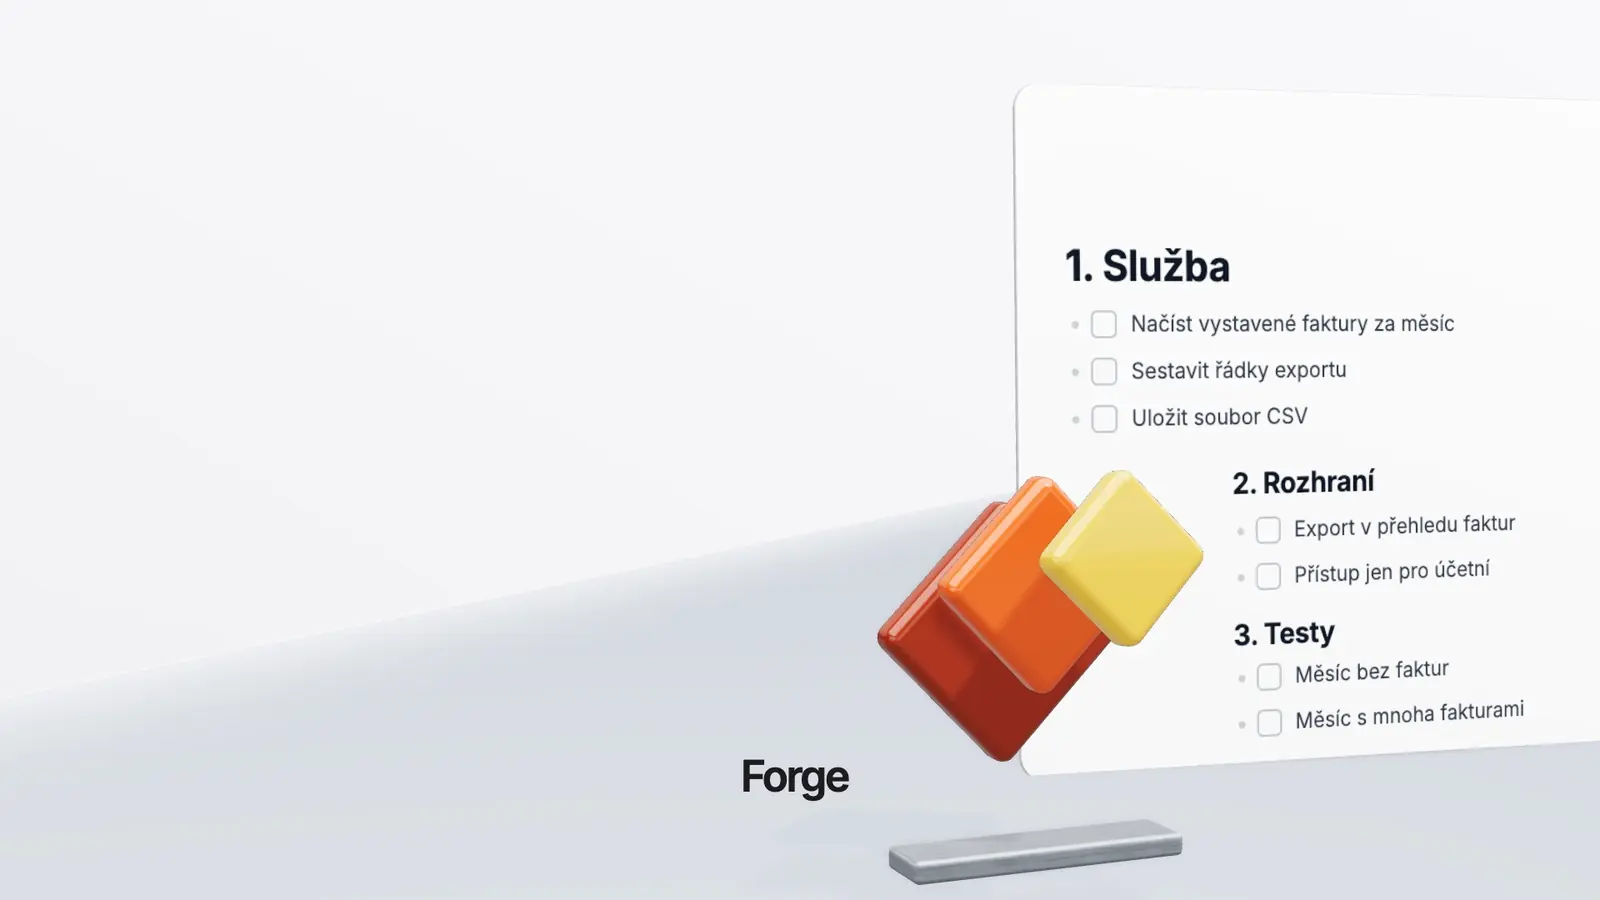 1. Služba
Načíst vystavené faktury za měsíc
Sestavit řádky exportu
Uložit soubor CSV
2. Rozhraní
Export v přehledu faktur
Přístup jen pro účetní
3. Testy
Měsíc bez faktur
Měsíc s mnoha fakturami
Forge